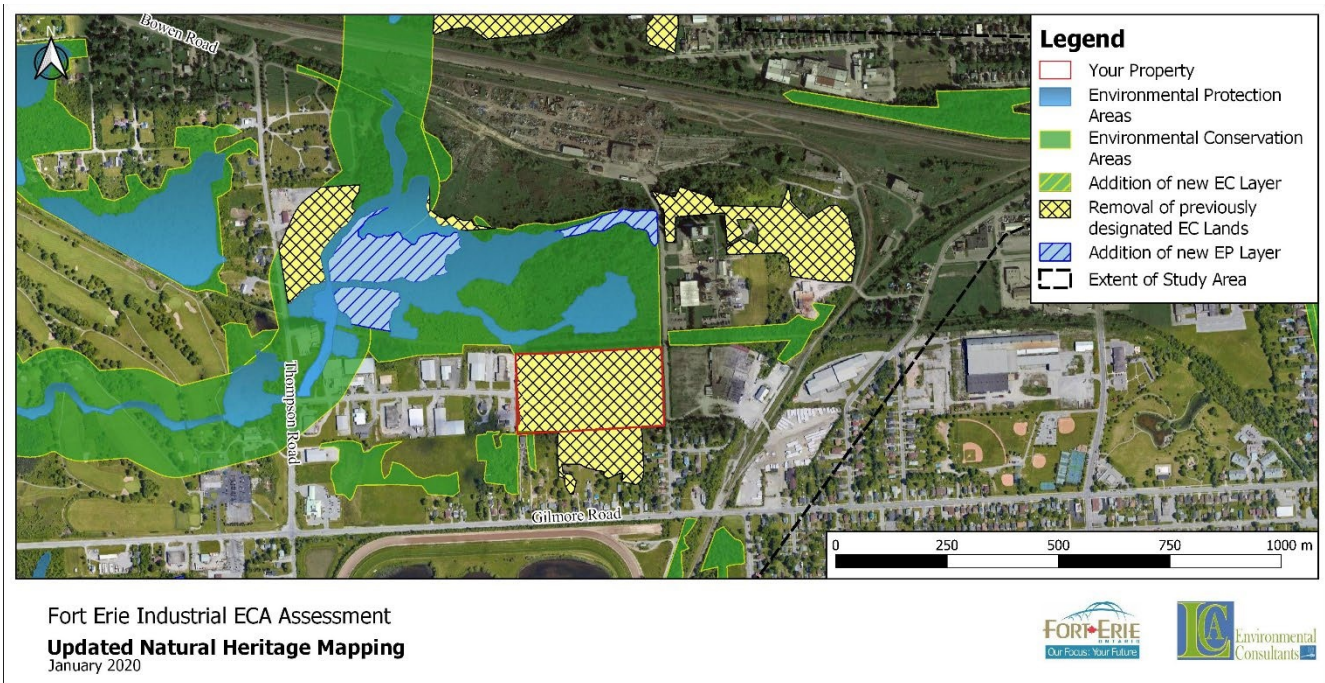 N
Bowen Road
Thompson Road
Gilmore Road
Legend
Your Property
Environmental Protection
Areas
Environmental Conservation
Areas
Addition of new EC Layer
Removal of previously
designated EC Lands
Addition of new EP Layer
Extent of Study Area
0 250 500 750 1000 m
Fort Erie Industrial ECA Assessment
Updated Natural Heritage Mapping
January 2020
FORT ERIE
ONTARIO
Our Focus: Your Future
LCA
Environmental
Consultants